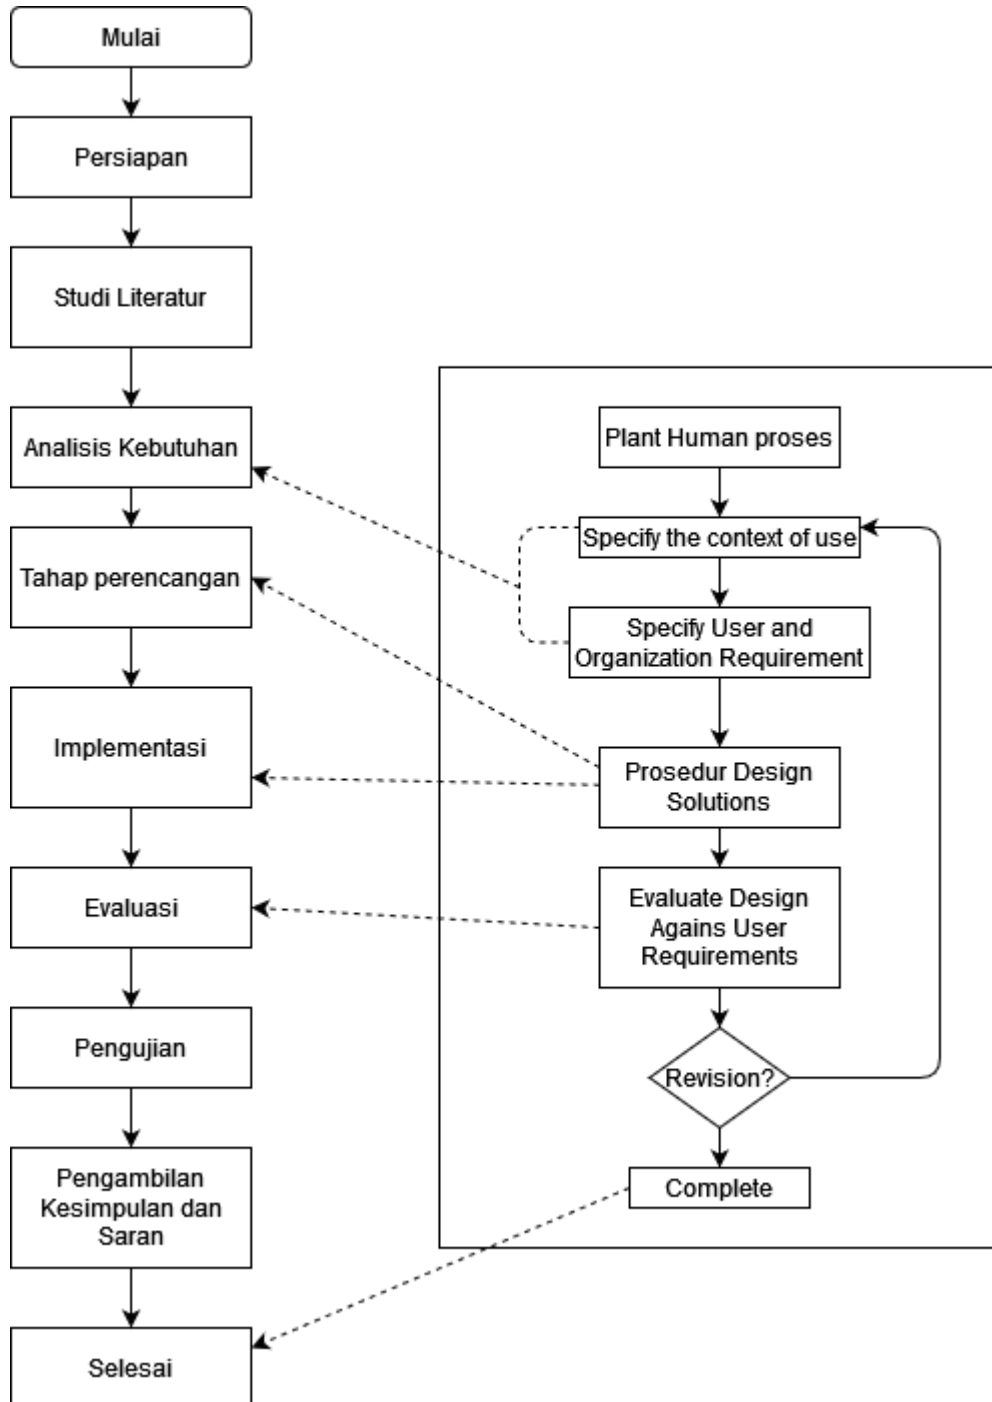 Mulai
Persiapan
Studi Literatur
Analisis Kebutuhan
Tahap perencangan
Implementasi
Evaluasi
Pengujian
Pengambilan
Kesimpulan dan
Saran
Selesai
Plant Human proses
Specify the context of use
Specify User and
Organization Requirement
Prosedur Design
Solutions
Evaluate Design
Agains User
Requirements
Revision?
Complete